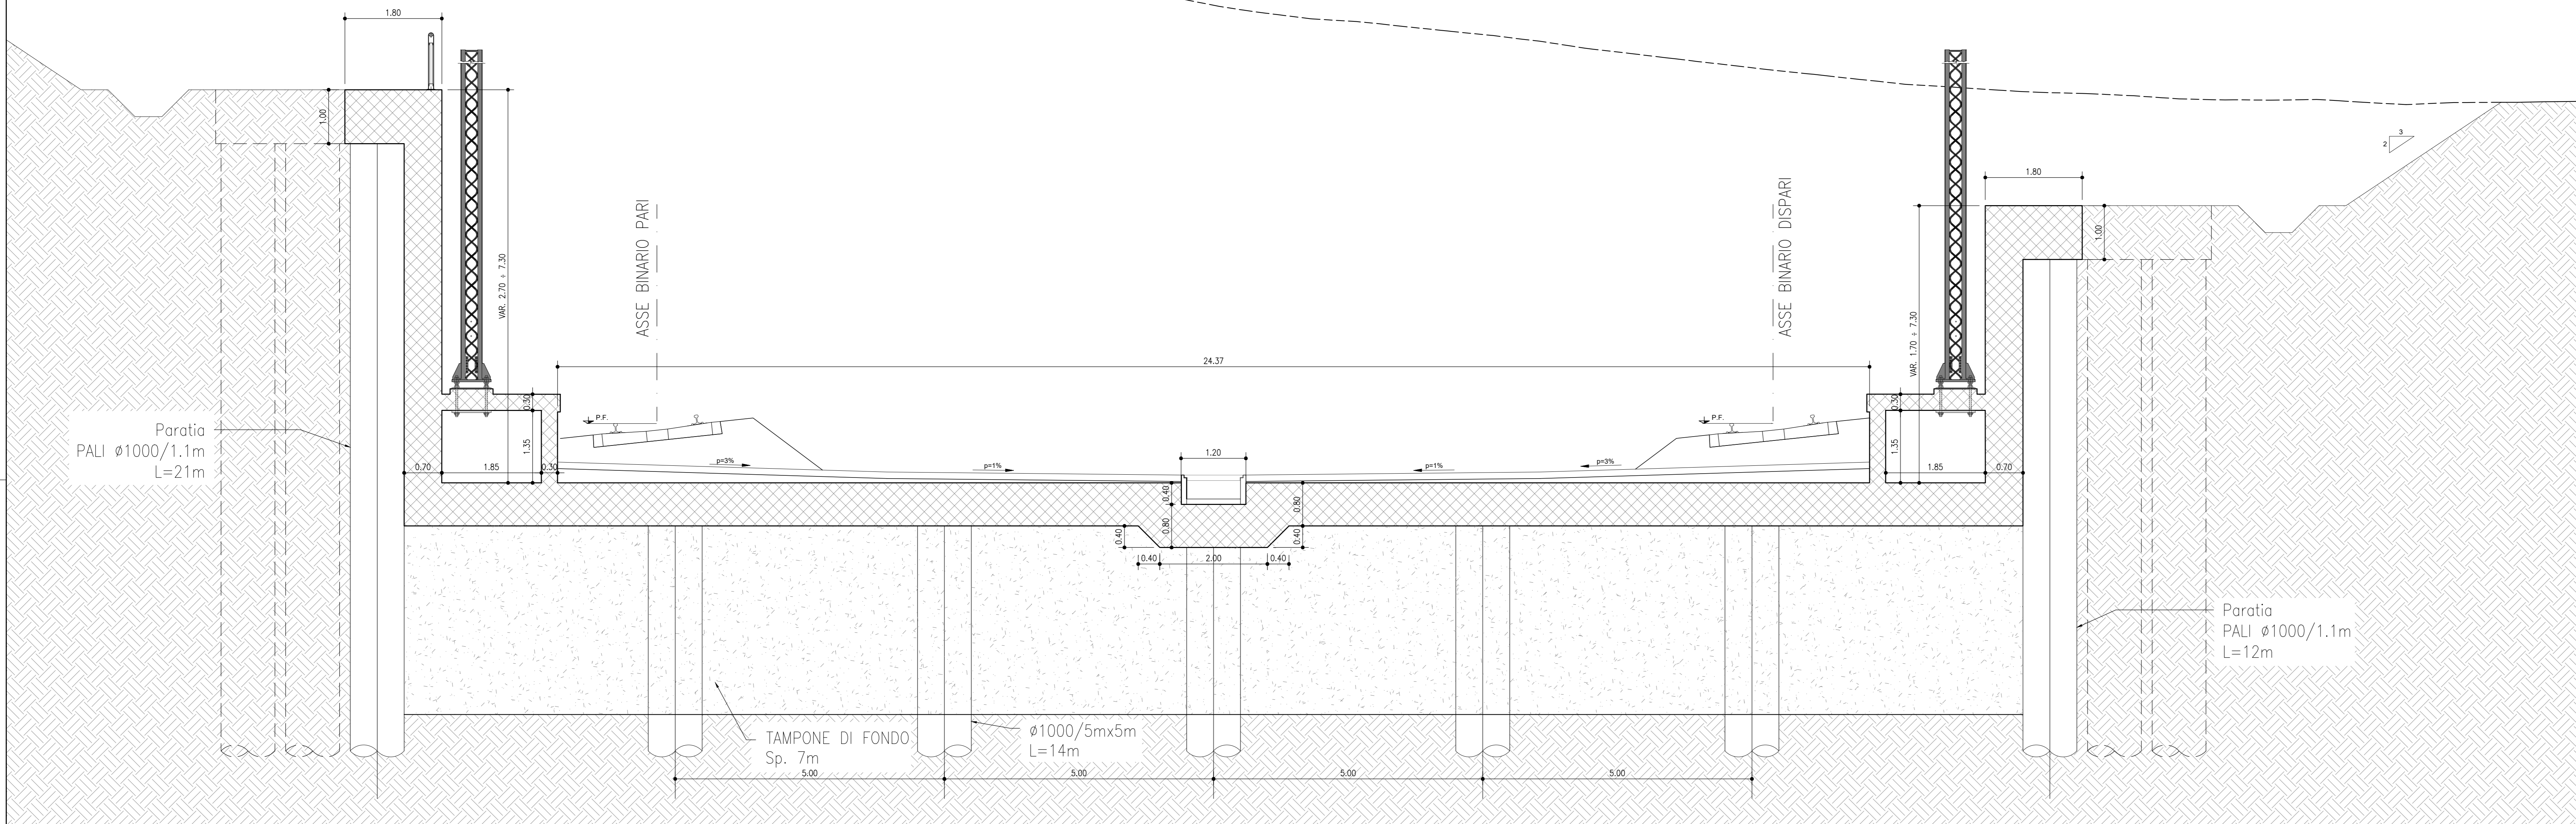 1.80
1.00
VAR. 2.70 ÷ 7.30
ASSE BINARIO PARI
ASSE BINARIO DISPARI
3
2
1.80
1.00
VAR. 1.70 ÷ 7.30
24.37
P.F.
P.F.
0.30
1.35
0.70
1.85
0.30
p=3%
p=1%
1.20
p=1%
p=3%
0.30
1.35
1.85
0.70
0.40
0.80
0.80
0.40
0.40
0.40
2.00
0.40
Paratia
PALI ø1000/1.1m
L=21m
Paratia
PALI ø1000/1.1m
L=12m
TAMPONE DI FONDO
Sp. 7m
ø1000/5mx5m
L=14m
5.00
5.00
5.00
5.00